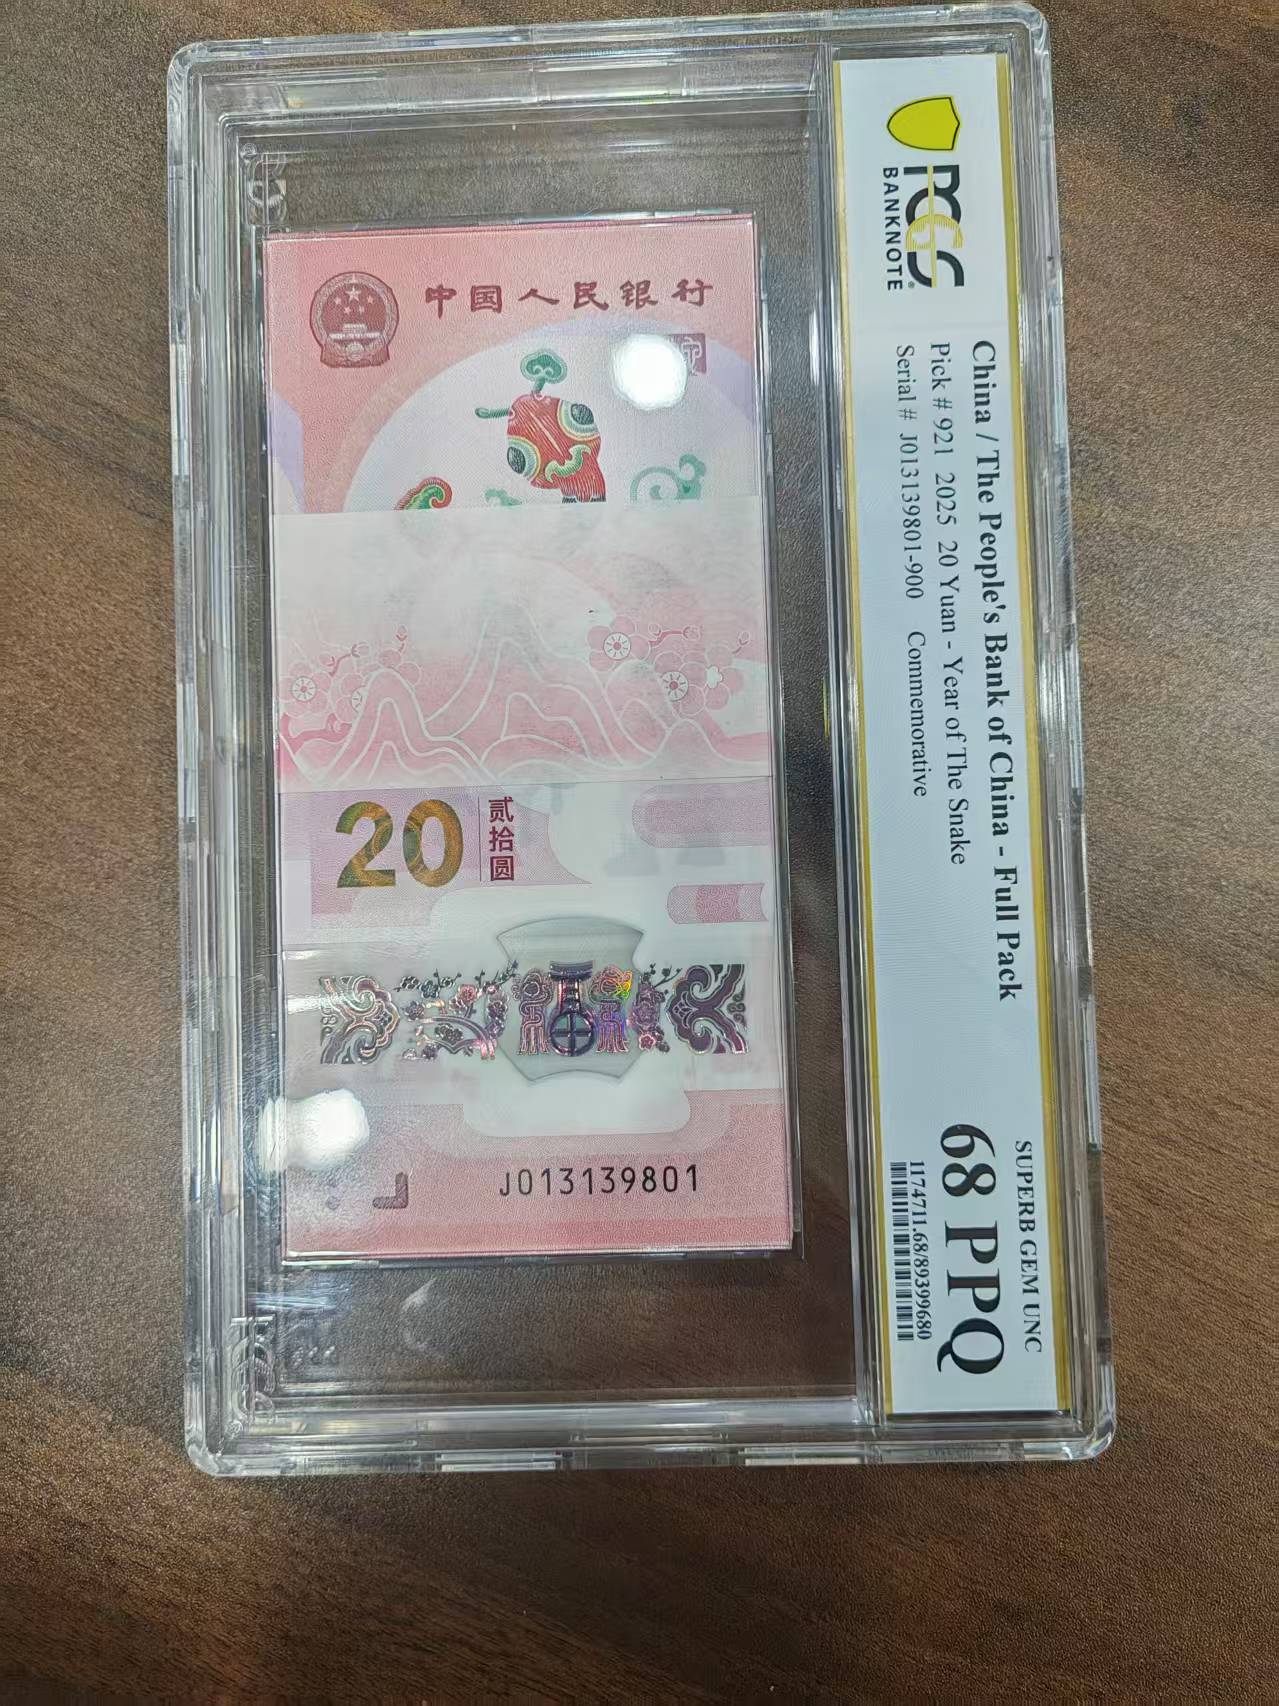 PCGS
BANKNOTE
China / The People's Bank of China - Full Pack
Pick # 921 2025 20 Yuan - Year of The Snake
Serial # J013139801-900 Commemorative
SUPERB GEM UNC
68 PPQ
1174711.68/89399680
中国人民银行
20
贰拾圆
J013139801